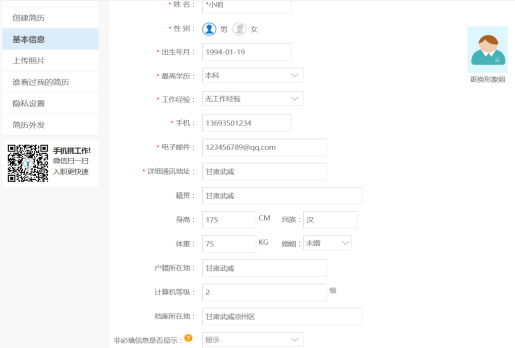 * 姓 名： *小明
创建简历
* 性 别： 男 女
基本信息
* 出生年月： 1994-01-19
上传照片
* 最高学历： 本科
更换形象照
谁看过我的简历
* 工作经验： 无工作经验
隐私设置
* 手机： 13693501234
简历外发
* 电子邮件： 123456789@qq.com
手机挑工作!
微信扫一扫
入职更快速
* 详细通讯地址： 甘肃武威
籍贯： 甘肃武威
身高： 175 CM 民族： 汉
体重： 75 KG 婚姻： 未婚
户籍所在地： 甘肃武威
计算机等级： 2 级
档案所在地： 甘肃武威凉州区
非必填信息是否显示： ? 显示